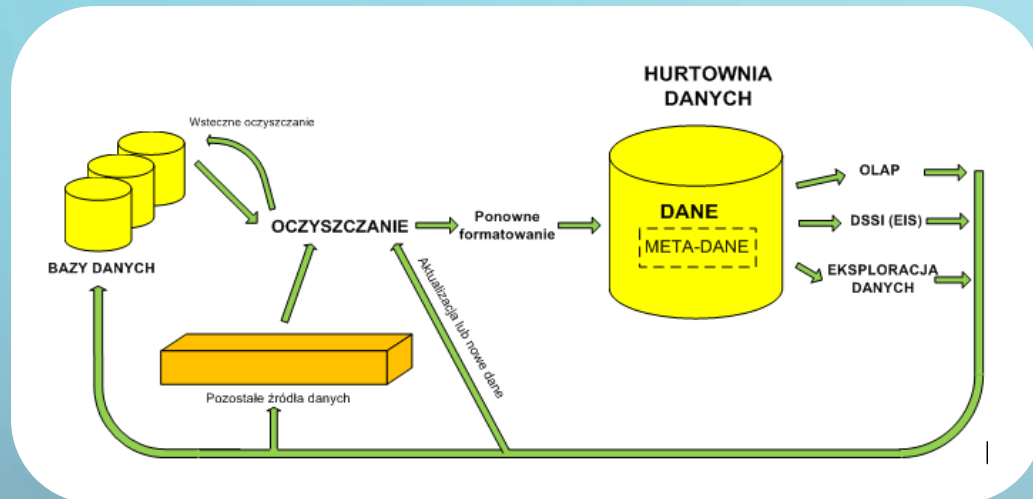 HURTOWNIA
DANYCH
Wsteczne oczyszczanie
OLAP
DANE
DSSI (EIS)
OCZYSZCZANIE
Ponowne
formatowanie
META-DANE
BAZY DANYCH
EKSPLORACJA
DANYCH
Aktualizacja lub nowe dane
Pozostałe źródła danych